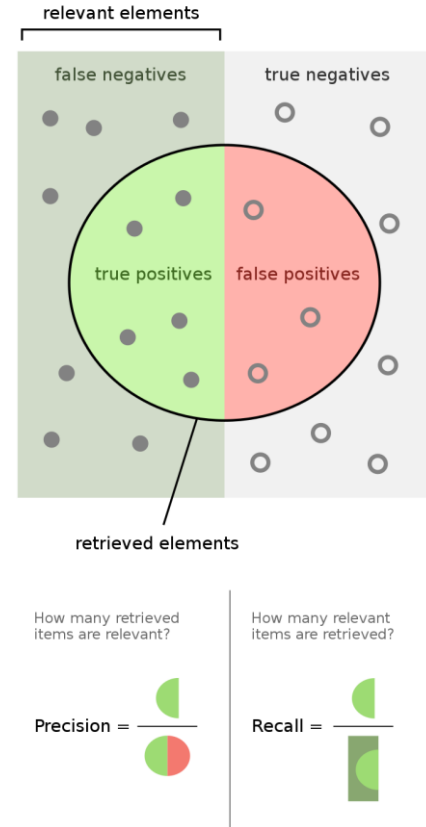 relevant elements
false negatives
true negatives
true positives
false positives
retrieved elements
How many retrieved
items are relevant?
How many relevant
items are retrieved?
Precision =
Recall =